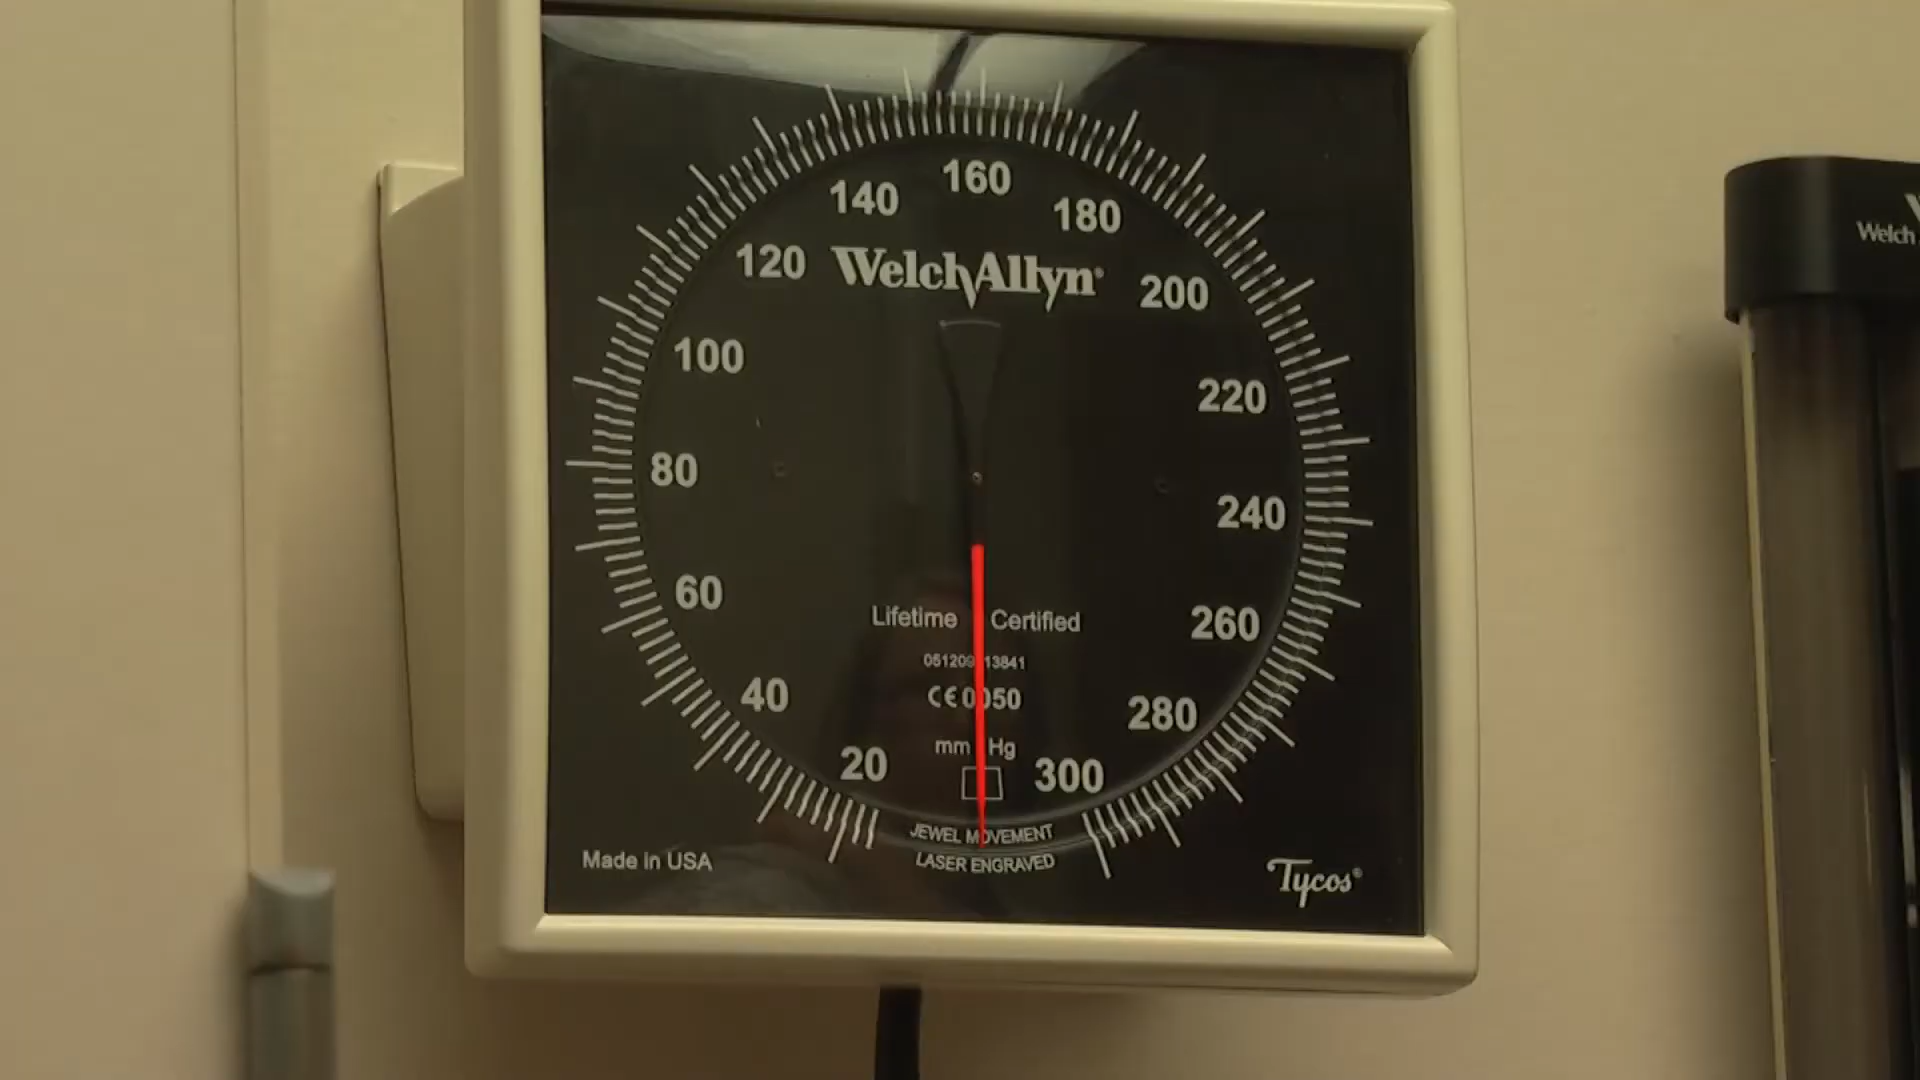 160
140
180
120
WelchAllyn®
200
100
220
80
240
60
Lifetime Certified
260
CE 0050
40
280
mm Hg
20
300
JEWEL MOVEMENT
LASER ENGRAVED
Made in USA
Tycos®
Welch